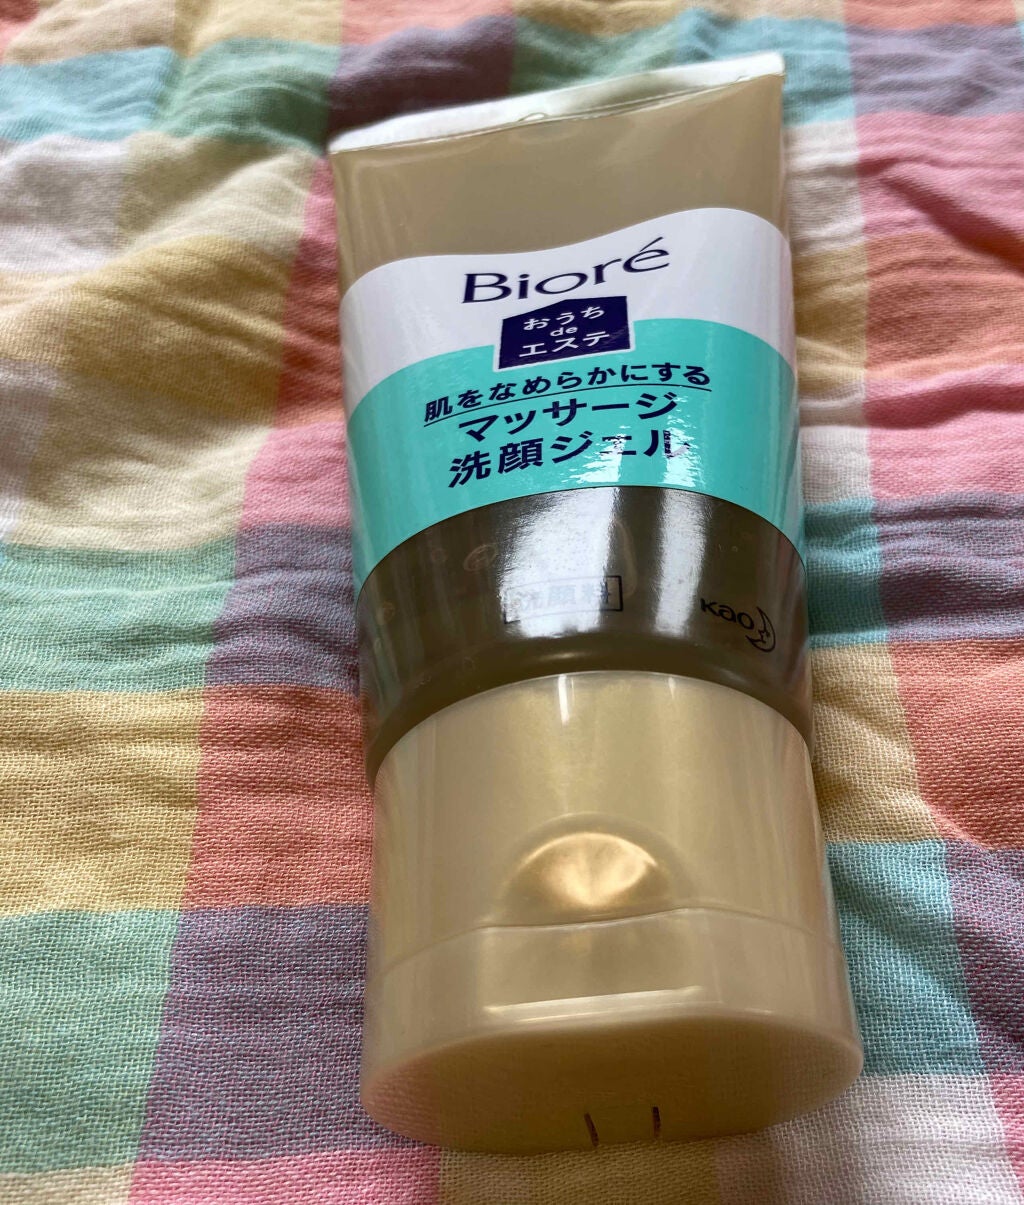 Bioré
おうち
de
エステ
肌をなめらかにする
マッサージ
洗顔ジェル
洗顔料
Kao